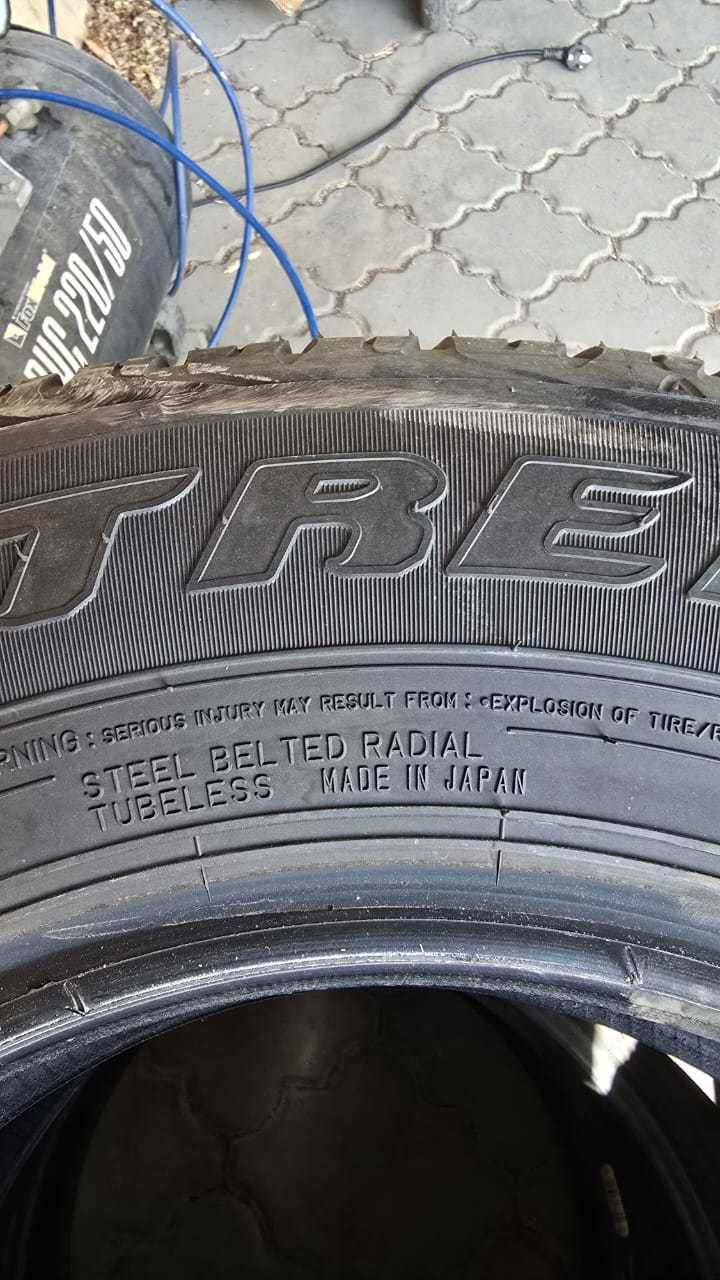 FOX
220/50
TRE
RNING : SERIOUS INJURY MAY RESULT FROM : •EXPLOSION OF TIRE/R
STEEL BELTED RADIAL
TUBELESS MADE IN JAPAN